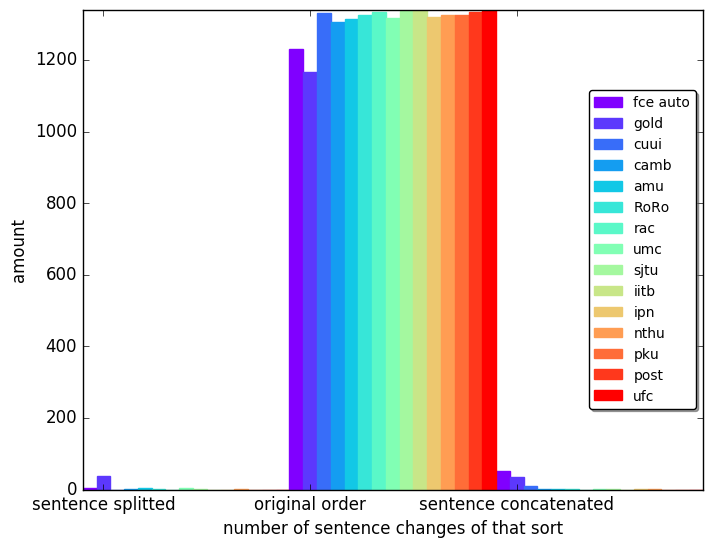 1200
1000
800
600
400
200
0
amount
fce auto
gold
cuui
camb
amu
RoRo
rac
umc
sjtu
iitb
ipn
nthu
pku
post
ufc
sentence splitted original order sentence concatenated
number of sentence changes of that sort